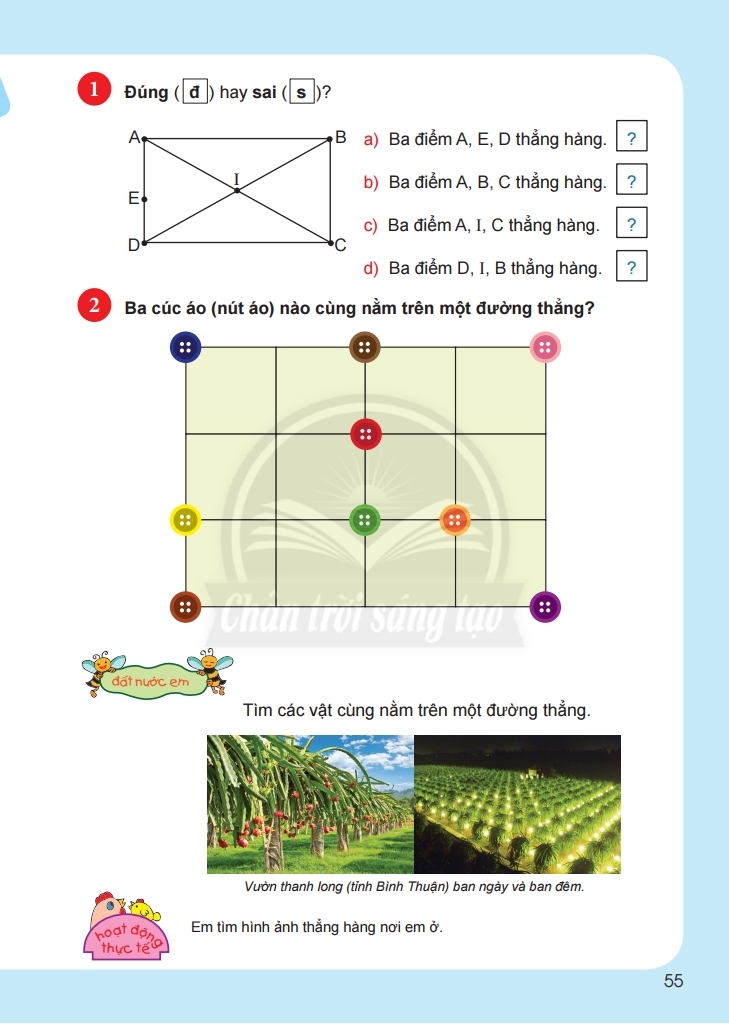 1 Đúng ( đ ) hay sai ( s )?
A
B
I
E
D
C
a) Ba điểm A, E, D thẳng hàng. ?
b) Ba điểm A, B, C thẳng hàng. ?
c) Ba điểm A, I, C thẳng hàng. ?
d) Ba điểm D, I, B thẳng hàng. ?
2 Ba cúc áo (nút áo) nào cùng nằm trên một đường thẳng?
Chân trời sáng tạo
đất nước em
Tìm các vật cùng nằm trên một đường thẳng.
Vườn thanh long (tỉnh Bình Thuận) ban ngày và ban đêm.
hoạt động
thực tế
Em tìm hình ảnh thẳng hàng nơi em ở.
55